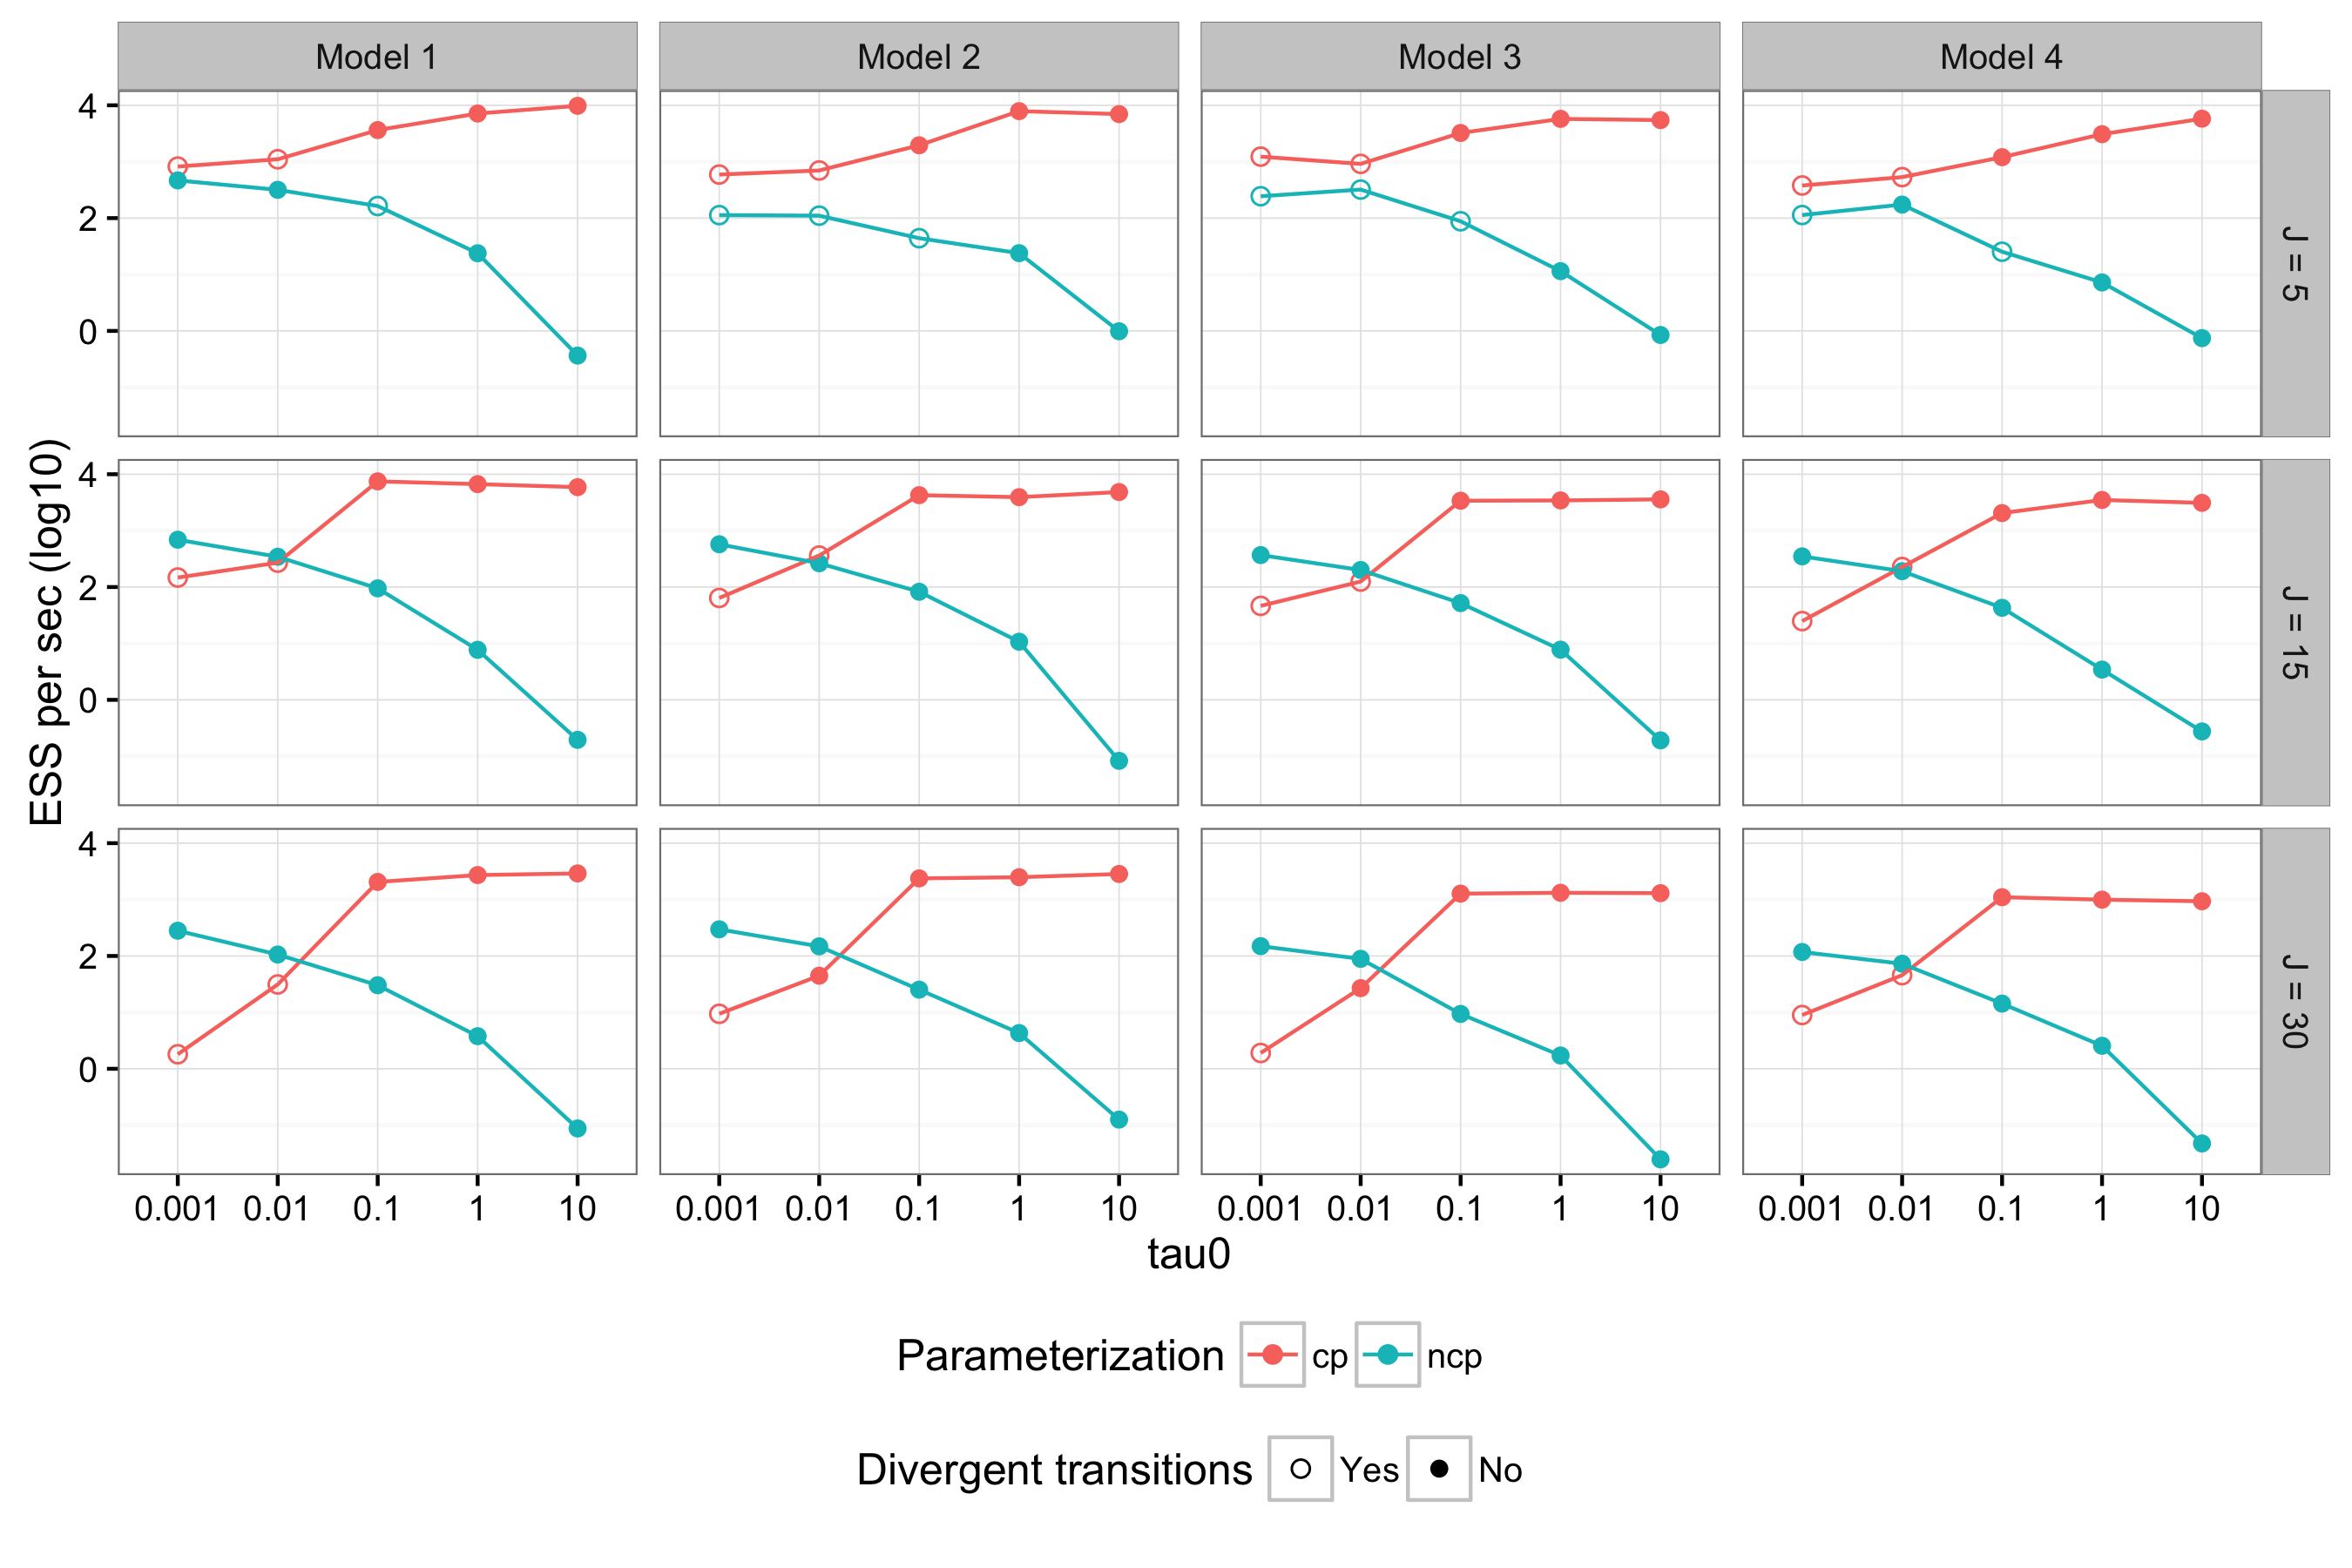 Model 1 Model 2 Model 3 Model 4
4
2
0
J = 5
ESS per sec (log10)
4
2
0
J = 15
4
2
0
J = 30
0.001 0.01 0.1 1 10 0.001 0.01 0.1 1 10 0.001 0.01 0.1 1 10 0.001 0.01 0.1 1 10
tau0
Parameterization cp ncp
Divergent transitions Yes No